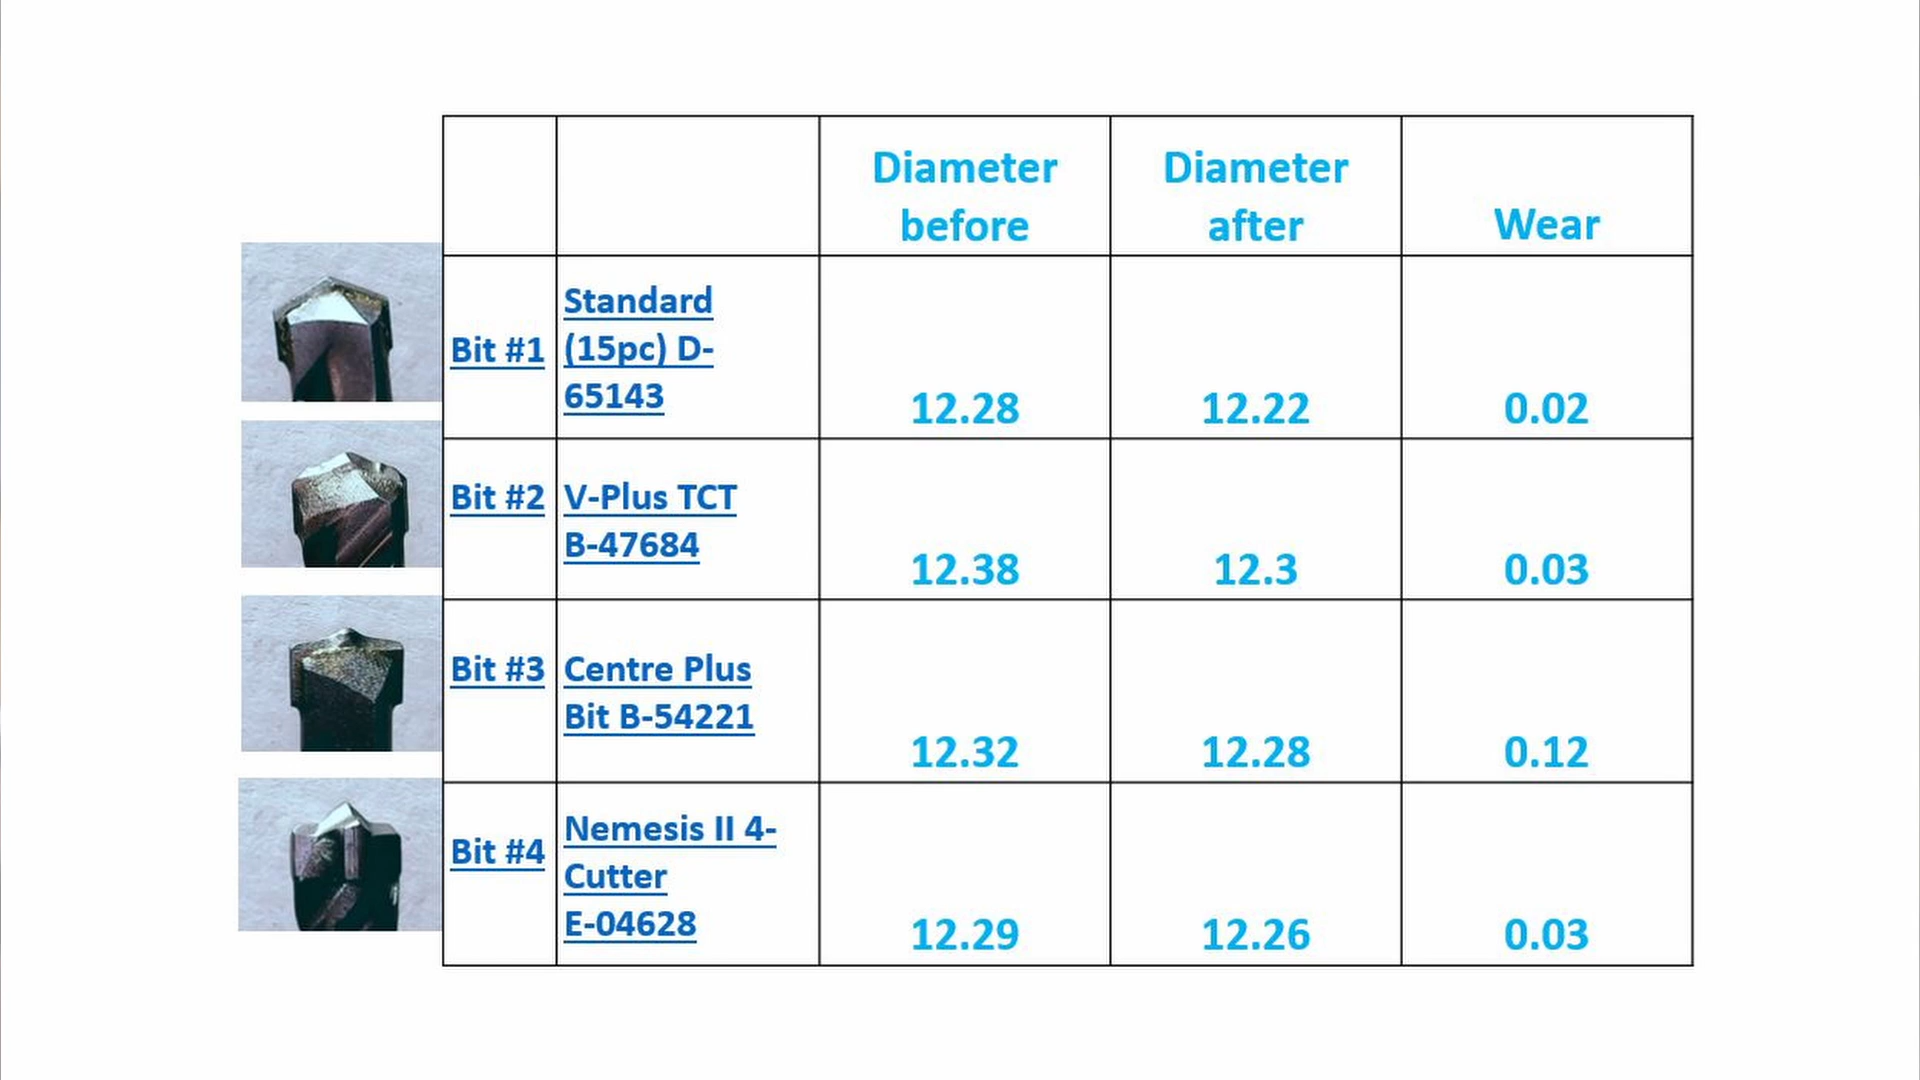 Diameter before
Diameter after
Wear
Bit #1
Standard
(15pc) D-
65143
12.28
12.22
0.02
Bit #2
V-Plus TCT
B-47684
12.38
12.3
0.03
Bit #3
Centre Plus
Bit B-54221
12.32
12.28
0.12
Bit #4
Nemesis II 4-
Cutter
E-04628
12.29
12.26
0.03